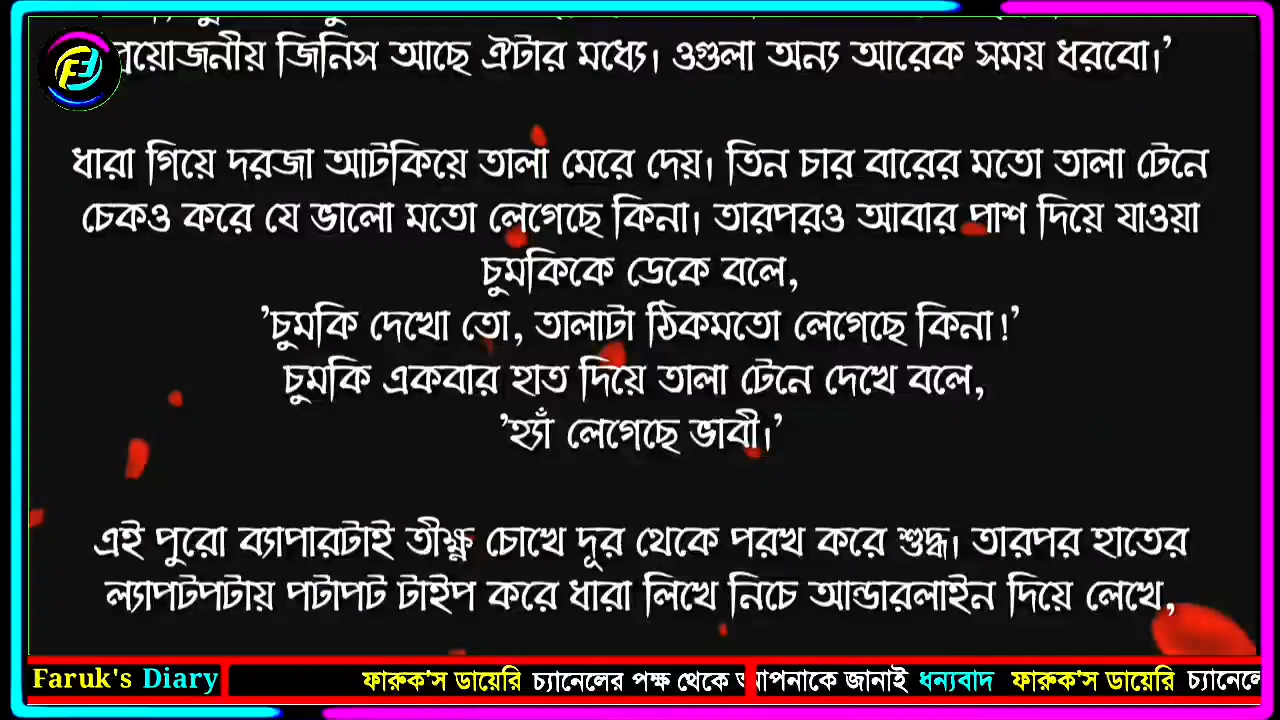 প্রয়োজনীয় জিনিস আছে ঐটার মধ্যে। ওগুলা অন্য আরেক সময় ধরবো।’
ধারা গিয়ে দরজা আটকিয়ে তালা মেরে দেয়। তিন চার বারের মতো তালা টেনে
চেকও করে যে ভালো মতো লেগেছে কিনা। তারপরও আবার পাশ দিয়ে যাওয়া
চুমকিকে ডেকে বলে,
’চুমকি দেখো তো, তালাটা ঠিকমতো লেগেছে কিনা!’
চুমকি একবার হাত দিয়ে তালা টেনে দেখে বলে,
’হ্যাঁ লেগেছে ভাবী।’
এই পুরো ব্যাপারটাই তীক্ষ্ণ চোখে দূর থেকে পরখ করে শুদ্ধ। তারপর হাতের
ল্যাপটপটায় পটাপট টাইপ করে ধারা লিখে নিচে আন্ডারলাইন দিয়ে লেখে,
Faruk's Diary ফারুক'স ডায়েরি চ্যানেলের পক্ষ থেকে আপনাকে জানাই ধন্যবাদ ফারুক'স ডায়েরি চ্যানেলে